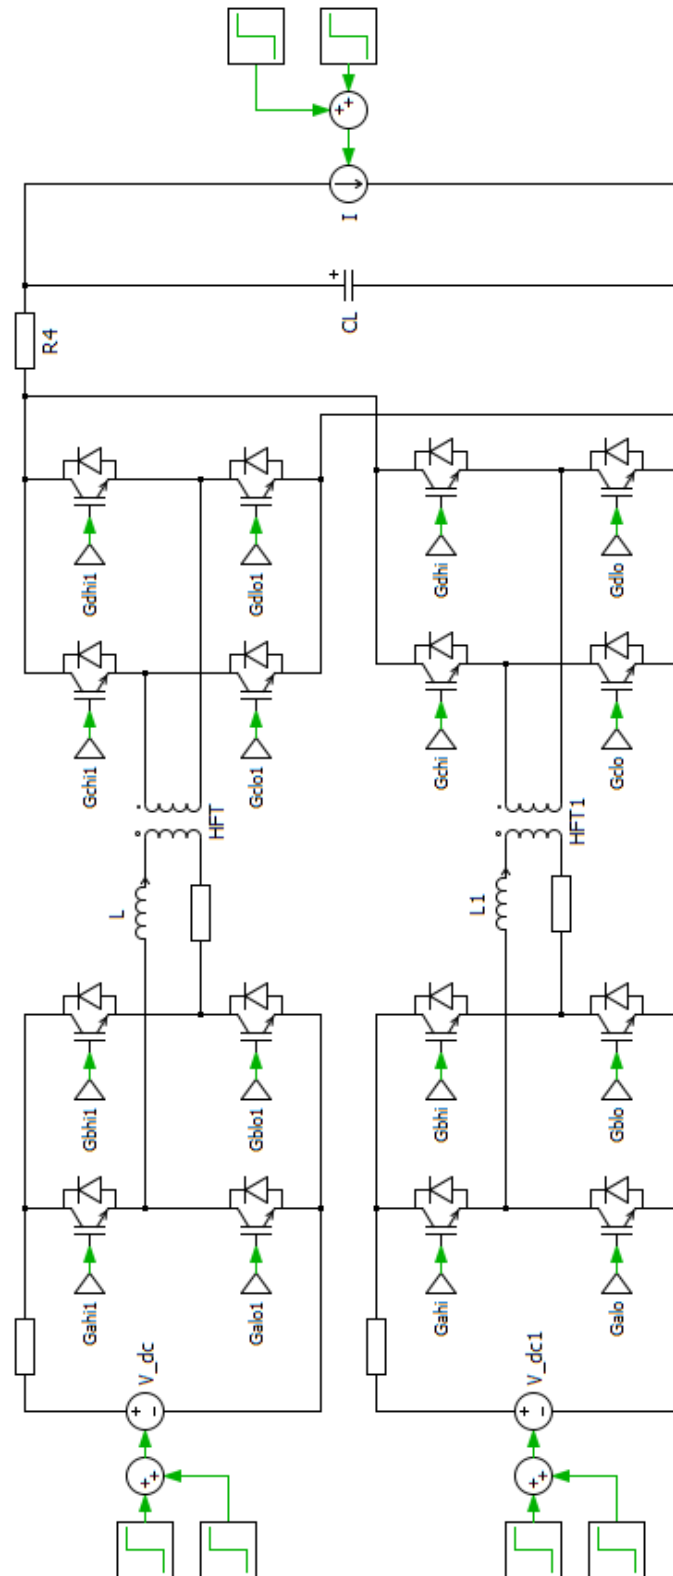 I
CL
R4
Gdhi1
Gdlo1
Gdhi
Gdlo
Gchi1
Gclo1
Gchi
Gclo
HFT
HFT1
L
L1
Gbhi1
Gblo1
Gbhi
Gblo
Gahi1
Galo1
Gahi
Galo
V_dc
V_dc1